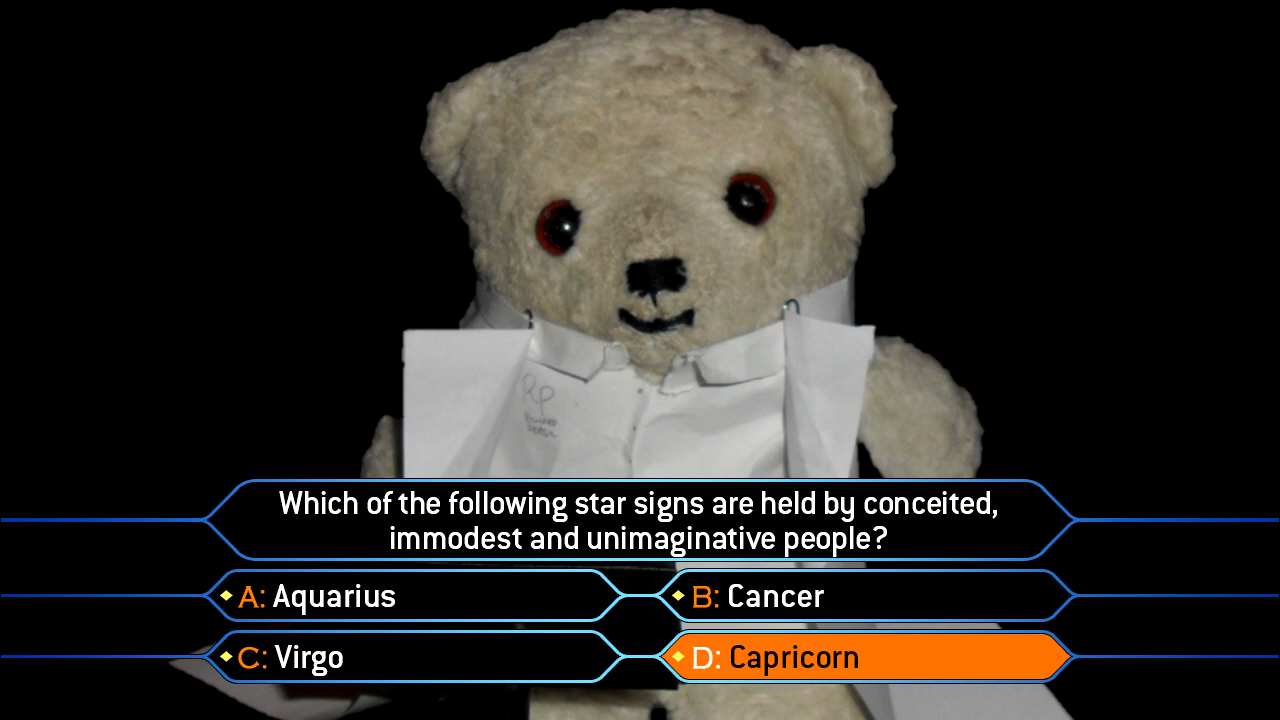 Which of the following star signs are held by conceited,
immodest and unimaginative people?
A: Aquarius
B: Cancer
C: Virgo
D: Capricorn